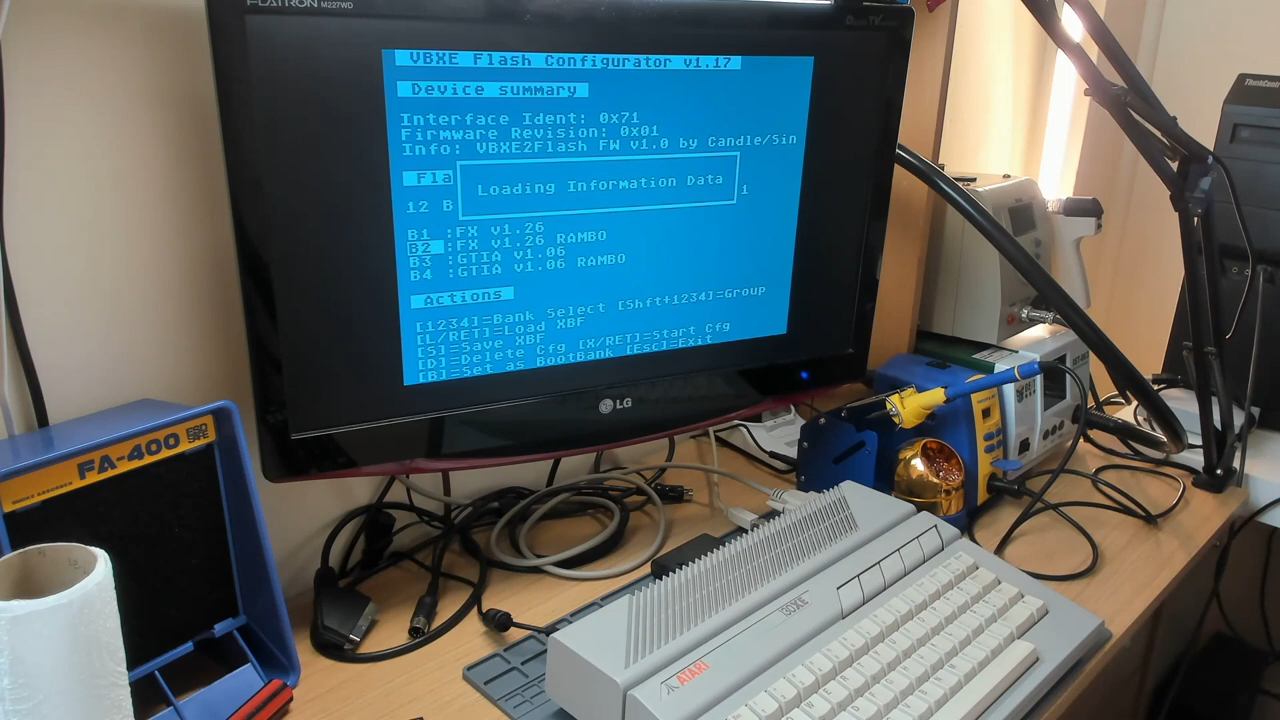 FLATRON M227WD
VBXE Flash Configurator v1.17
Device summary
Interface Ident: 0x71
Firmware Revision: 0x01
Info: VBXE2Flash FW v1.0 by Candle/Sin
Fla
Loading Information Data
12 B
1
B1 :FX v1.26
B2 :FX v1.26 RAMBO
B3 :GTIA v1.06
B4 :GTIA v1.06 RAMBO
Actions
[1234]=Bank Select [Shft+1234]=Group
[L/RET]=Load XBF
[S]=Save XBF
[D]=Delete Cfg [X/RET]=Start Cfg
[B]=Set as BootBank [Esc]=Exit
LG
FA-400
SMOKE ABSORBER
ESD
SAFE
130XE
ATARI